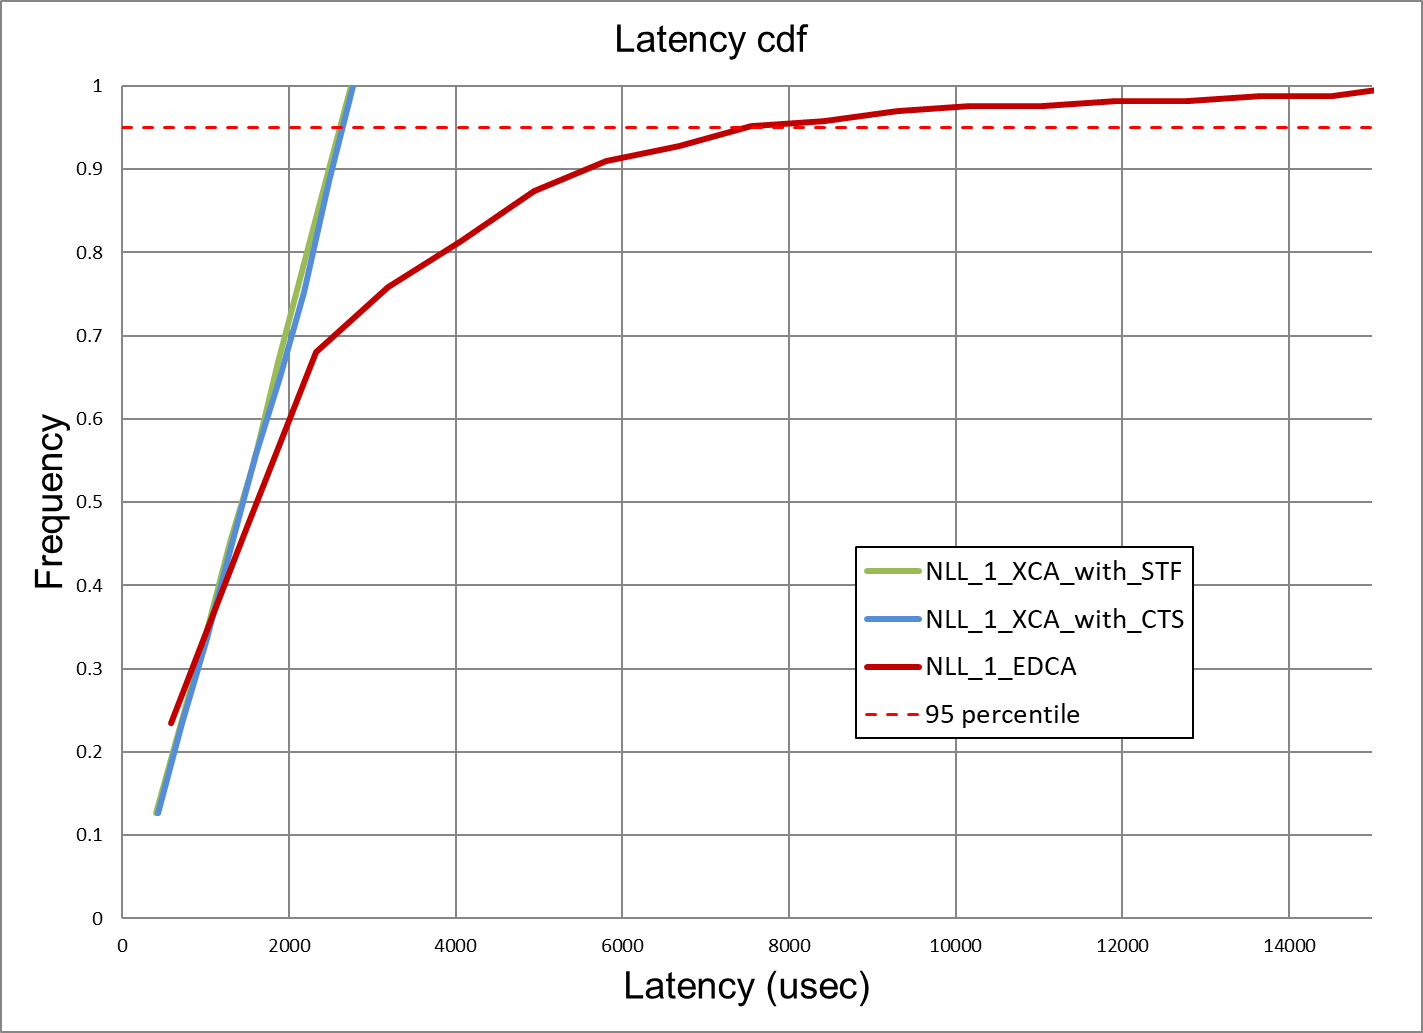 Latency cdf
1
0.9
0.8
0.7
0.6
0.5
0.4
0.3
0.2
0.1
0
Frequency
NLL_1_XCA_with_STF
NLL_1_XCA_with_CTS
NLL_1_EDCA
95 percentile
0 2000 4000 6000 8000 10000 12000 14000
Latency (usec)